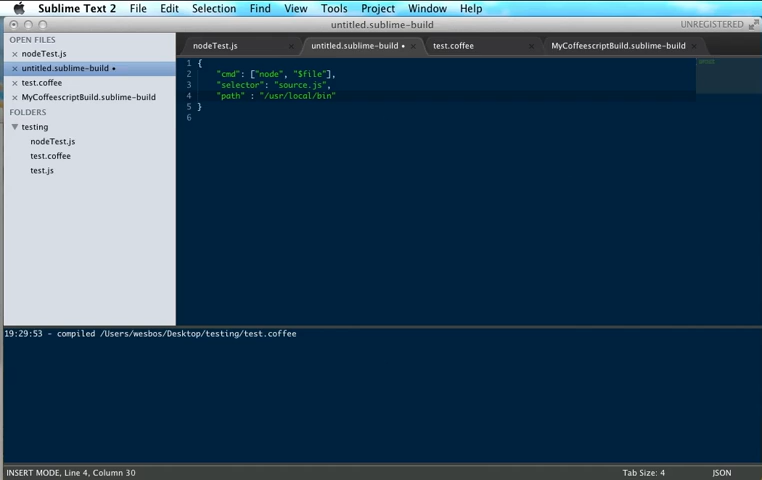 Sublime Text 2 File Edit Selection Find View Tools Project Window Help
untitled.sublime-build UNREGISTERED
OPEN FILES
× nodeTest.js
× untitled.sublime-build •
× test.coffee
× MyCoffeescriptBuild.sublime-build
FOLDERS
▼ testing
nodeTest.js
test.coffee
test.js
nodeTest.js × untitled.sublime-build • × test.coffee × MyCoffeescriptBuild.sublime-build ×
1 {
2 "cmd": ["node", "$file"],
3 "selector": "source.js",
4 "path" : "/usr/local/bin"
5 }
6
19:29:53 - compiled /Users/wesbos/Desktop/testing/test.coffee
INSERT MODE, Line 4, Column 30 Tab Size: 4 JSON